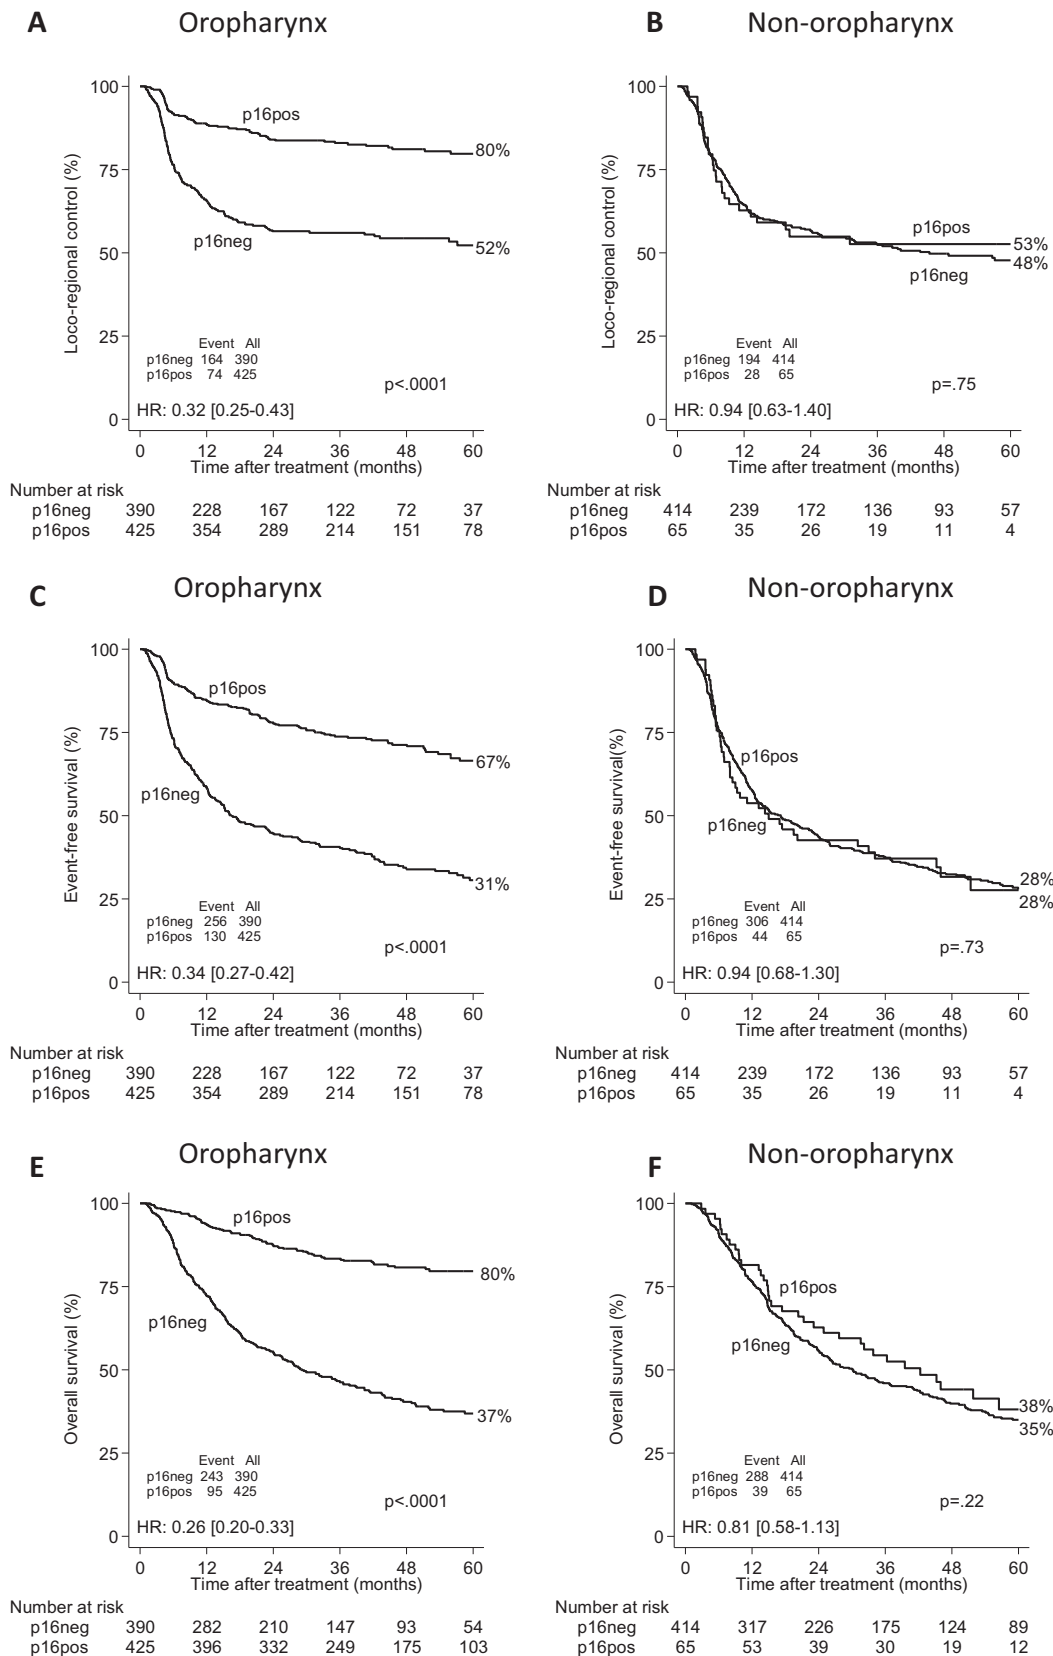 A Oropharynx
100
75
50
25
0
Loco-regional control (%)
p16pos
80%
p16neg
52%
Event All
p16neg 164 390
p16pos 74 425
p<.0001
HR: 0.32 [0.25-0.43]
0 12 24 36 48 60
Time after treatment (months)
Number at risk
p16neg 390 228 167 122 72 37
p16pos 425 354 289 214 151 78
B Non-oropharynx
100
75
50
25
0
Loco-regional control (%)
p16pos
53%
48%
p16neg
Event All
p16neg 194 414
p16pos 28 65
p=.75
HR: 0.94 [0.63-1.40]
0 12 24 36 48 60
Time after treatment (months)
Number at risk
p16neg 414 239 172 136 93 57
p16pos 65 35 26 19 11 4
C Oropharynx
100
75
50
25
0
Event-free survival (%)
p16pos
67%
p16neg
31%
Event All
p16neg 256 390
p16pos 130 425
p<.0001
HR: 0.34 [0.27-0.42]
0 12 24 36 48 60
Time after treatment (months)
Number at risk
p16neg 390 228 167 122 72 37
p16pos 425 354 289 214 151 78
D Non-oropharynx
100
75
50
25
0
Event-free survival(%)
p16pos
p16neg
28%
28%
Event All
p16neg 306 414
p16pos 44 65
p=.73
HR: 0.94 [0.68-1.30]
0 12 24 36 48 60
Time after treatment (months)
Number at risk
p16neg 414 239 172 136 93 57
p16pos 65 35 26 19 11 4
E Oropharynx
100
75
50
25
0
Overall survival (%)
p16pos
80%
p16neg
37%
Event All
p16neg 243 390
p16pos 95 425
p<.0001
HR: 0.26 [0.20-0.33]
0 12 24 36 48 60
Time after treatment (months)
Number at risk
p16neg 390 282 210 147 93 54
p16pos 425 396 332 249 175 103
F Non-oropharynx
100
75
50
25
0
Overall survival (%)
p16pos
p16neg
38%
35%
Event All
p16neg 288 414
p16pos 39 65
p=.22
HR: 0.81 [0.58-1.13]
0 12 24 36 48 60
Time after treatment (months)
Number at risk
p16neg 414 317 226 175 124 89
p16pos 65 53 39 30 19 12